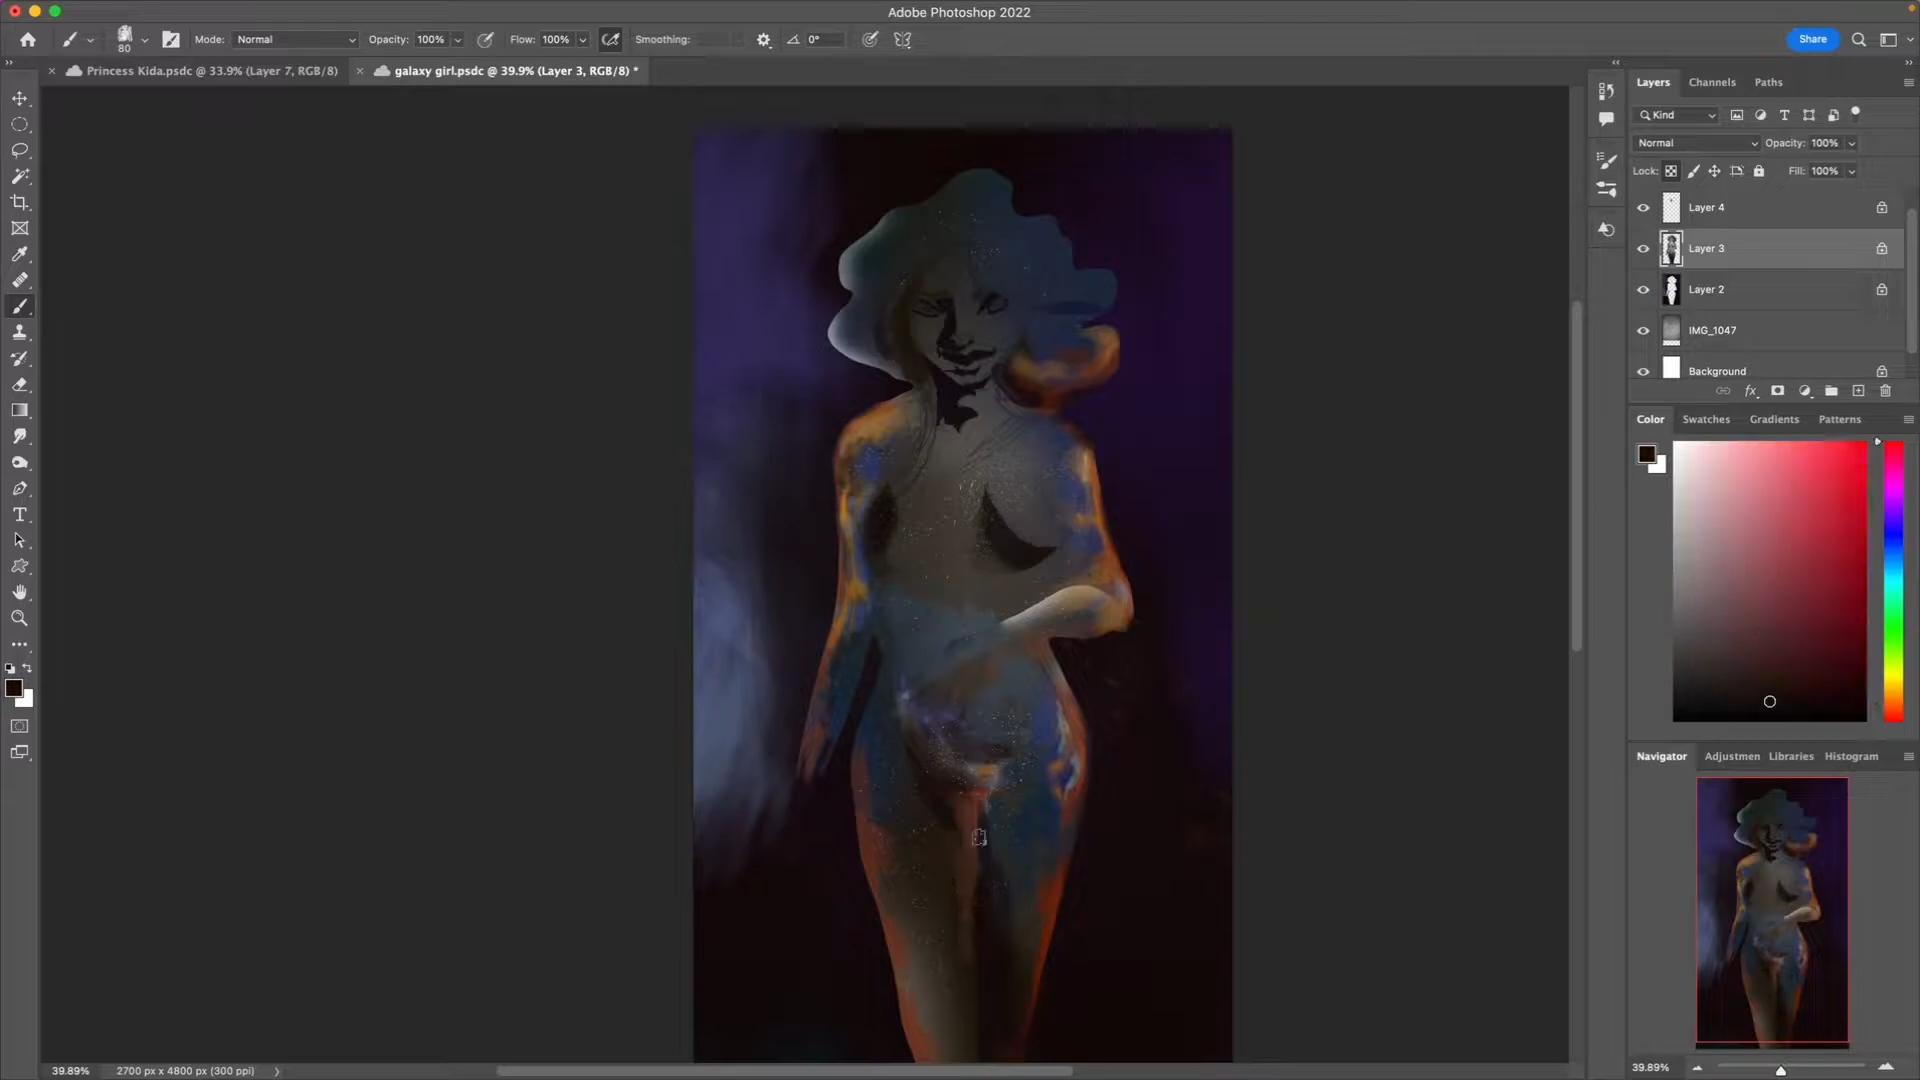 Adobe Photoshop 2022
80
Mode: Normal
Opacity: 100%
Flow: 100%
Smoothing:
0°
Share
Princess Kida.psdc @ 33.9% (Layer 7, RGB/8)
galaxy girl.psdc @ 39.9% (Layer 3, RGB/8) *
Layers Channels Paths
Kind
Normal
Opacity: 100%
Lock:
Fill: 100%
Layer 4
Layer 3
Layer 2
IMG_1047
Background
fx
Color Swatches Gradients Patterns
Navigator Adjustmen Libraries Histogram
39.89%
39.89%
2700 px x 4800 px (300 ppi)